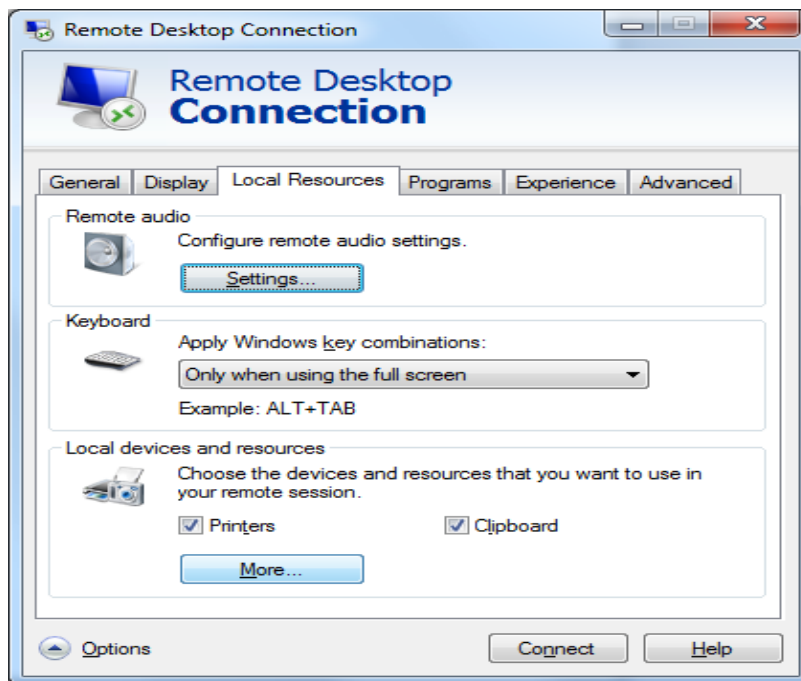 Remote Desktop Connection
Remote Desktop
Connection
General Display Local Resources Programs Experience Advanced
Remote audio
Configure remote audio settings.
Settings...
Keyboard
Apply Windows key combinations:
Only when using the full screen
Example: ALT+TAB
Local devices and resources
Choose the devices and resources that you want to use in
your remote session.
Printers Clipboard
More...
Options Connect Help